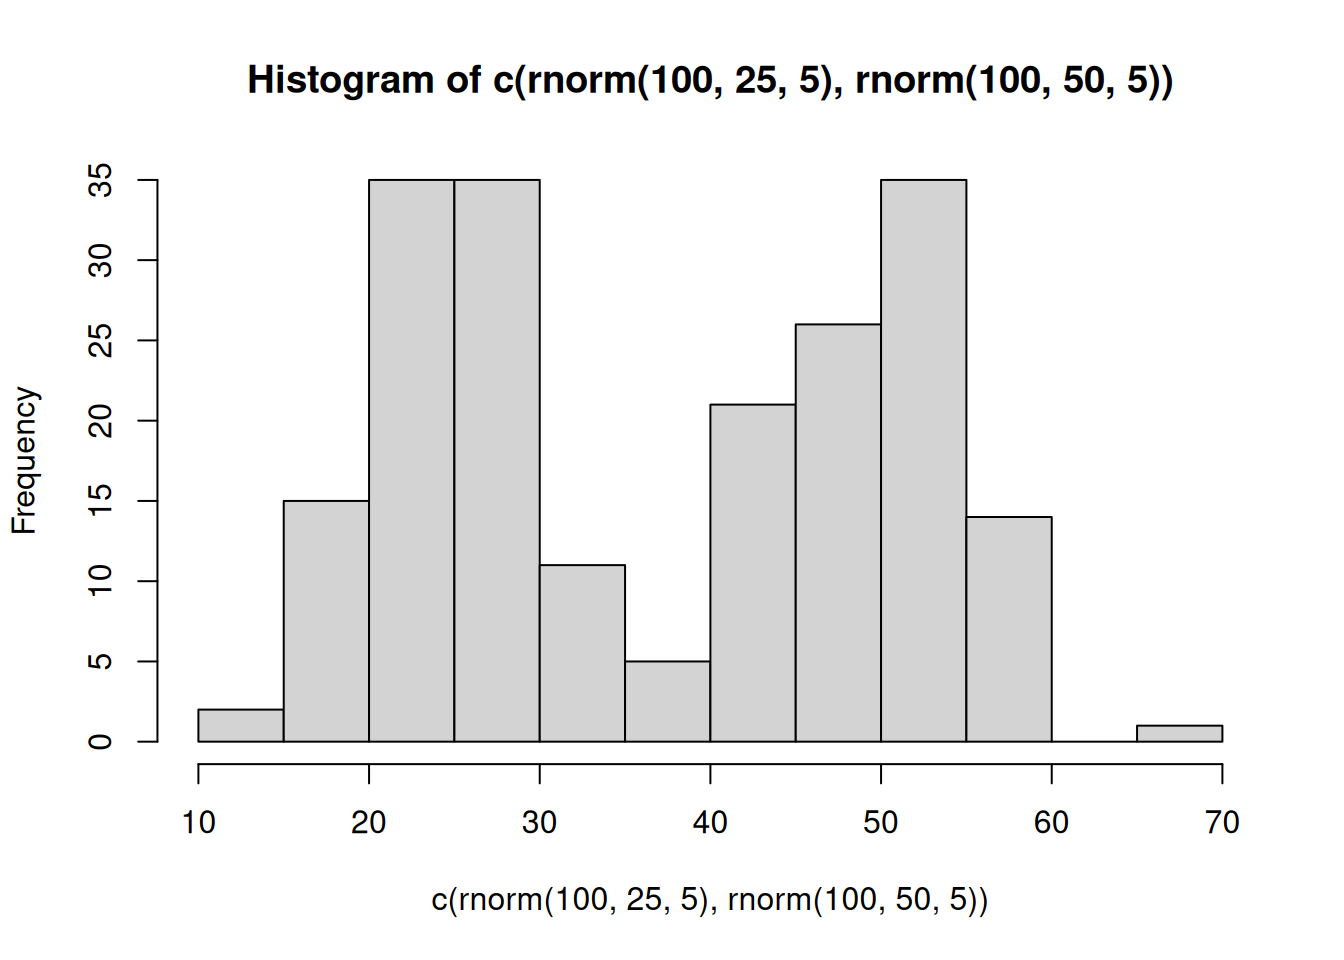 Histogram of c(rnorm(100, 25, 5), rnorm(100, 50, 5))
Frequency
35
30
25
20
15
10
5
0
10 20 30 40 50 60 70
c(rnorm(100, 25, 5), rnorm(100, 50, 5))